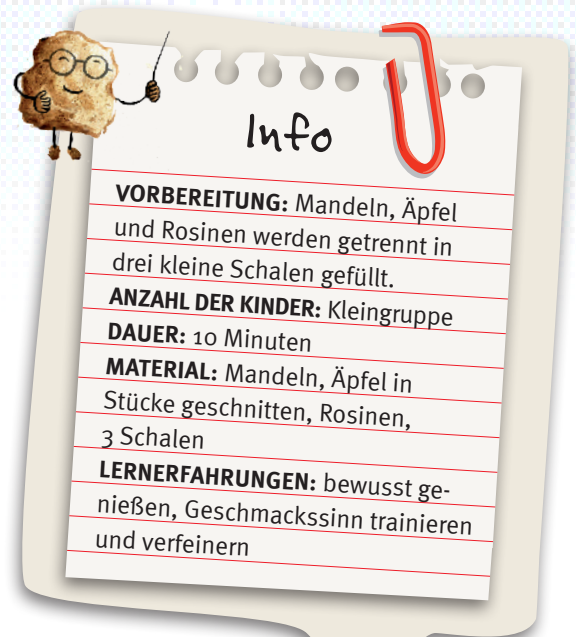 Info
VORBEREITUNG: Mandeln, Äpfel
und Rosinen werden getrennt in
drei kleine Schalen gefüllt.
ANZAHL DER KINDER: Kleingruppe
DAUER: 10 Minuten
MATERIAL: Mandeln, Äpfel in
Stücke geschnitten, Rosinen,
3 Schalen
LERNERFAHRUNGEN: bewusst ge-
nießen, Geschmackssinn trainieren
und verfeinern